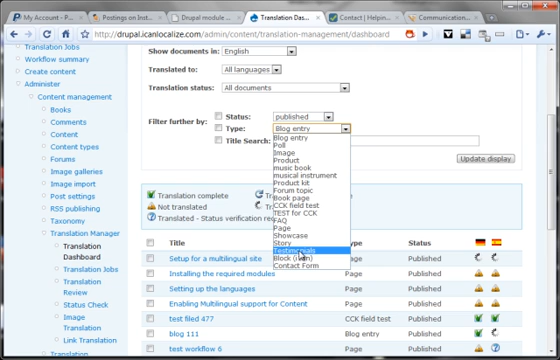 PayPal - My Account - P...
Postings on Instant
Drupal module
Translation Dash
Contact | Helpin
Communication
http://drupal.icanlocalize.com/admin/content/translation-management/dashboard
Translation Jobs
Workflow summary
Create content
Administer
Content management
Books
Comments
Content
Content types
Forums
Image galleries
Image import
Post settings
RSS publishing
Taxonomy
Translation Manager
Translation Dashboard
Translation Jobs
Translation Review
Status Check
Image Translation
Link Translation
Show documents in: English
Translated to: All languages
Translation status: All documents
Filter further by:
Status: published
Type: Blog entry
Title Search:
Blog entry
Poll
Image
Product
music book
musical instrument
Product kit
Forum topic
Book page
CCK field test
TEST for CCK
FAQ
Page
Showcase
Story
Testimonials
Contact Form
Update display
Translation complete
Not translated
Translated - Status verification
Title Type Status
Setup for a multilingual site Page Published
Installing the required modules Page Published
Setting up the languages Page Published
Enabling Multilingual support for Content Page Published
test filed 477 CCK field test Published
blog 111 Blog entry Published
test workflow 6 Page Published